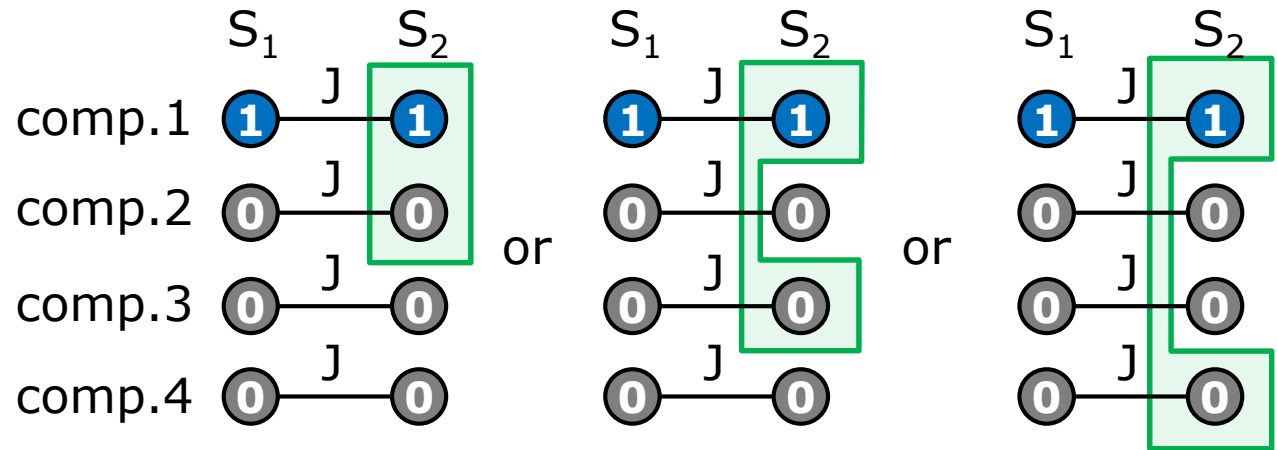 S₁ S₂ S₁ S₂ S₁ S₂
J J J
comp.1 1 1 1 1 1 1
J J J
comp.2 0 0 0 0 0 0
or or
J J J
comp.3 0 0 0 0 0 0
J J J
comp.4 0 0 0 0 0 0